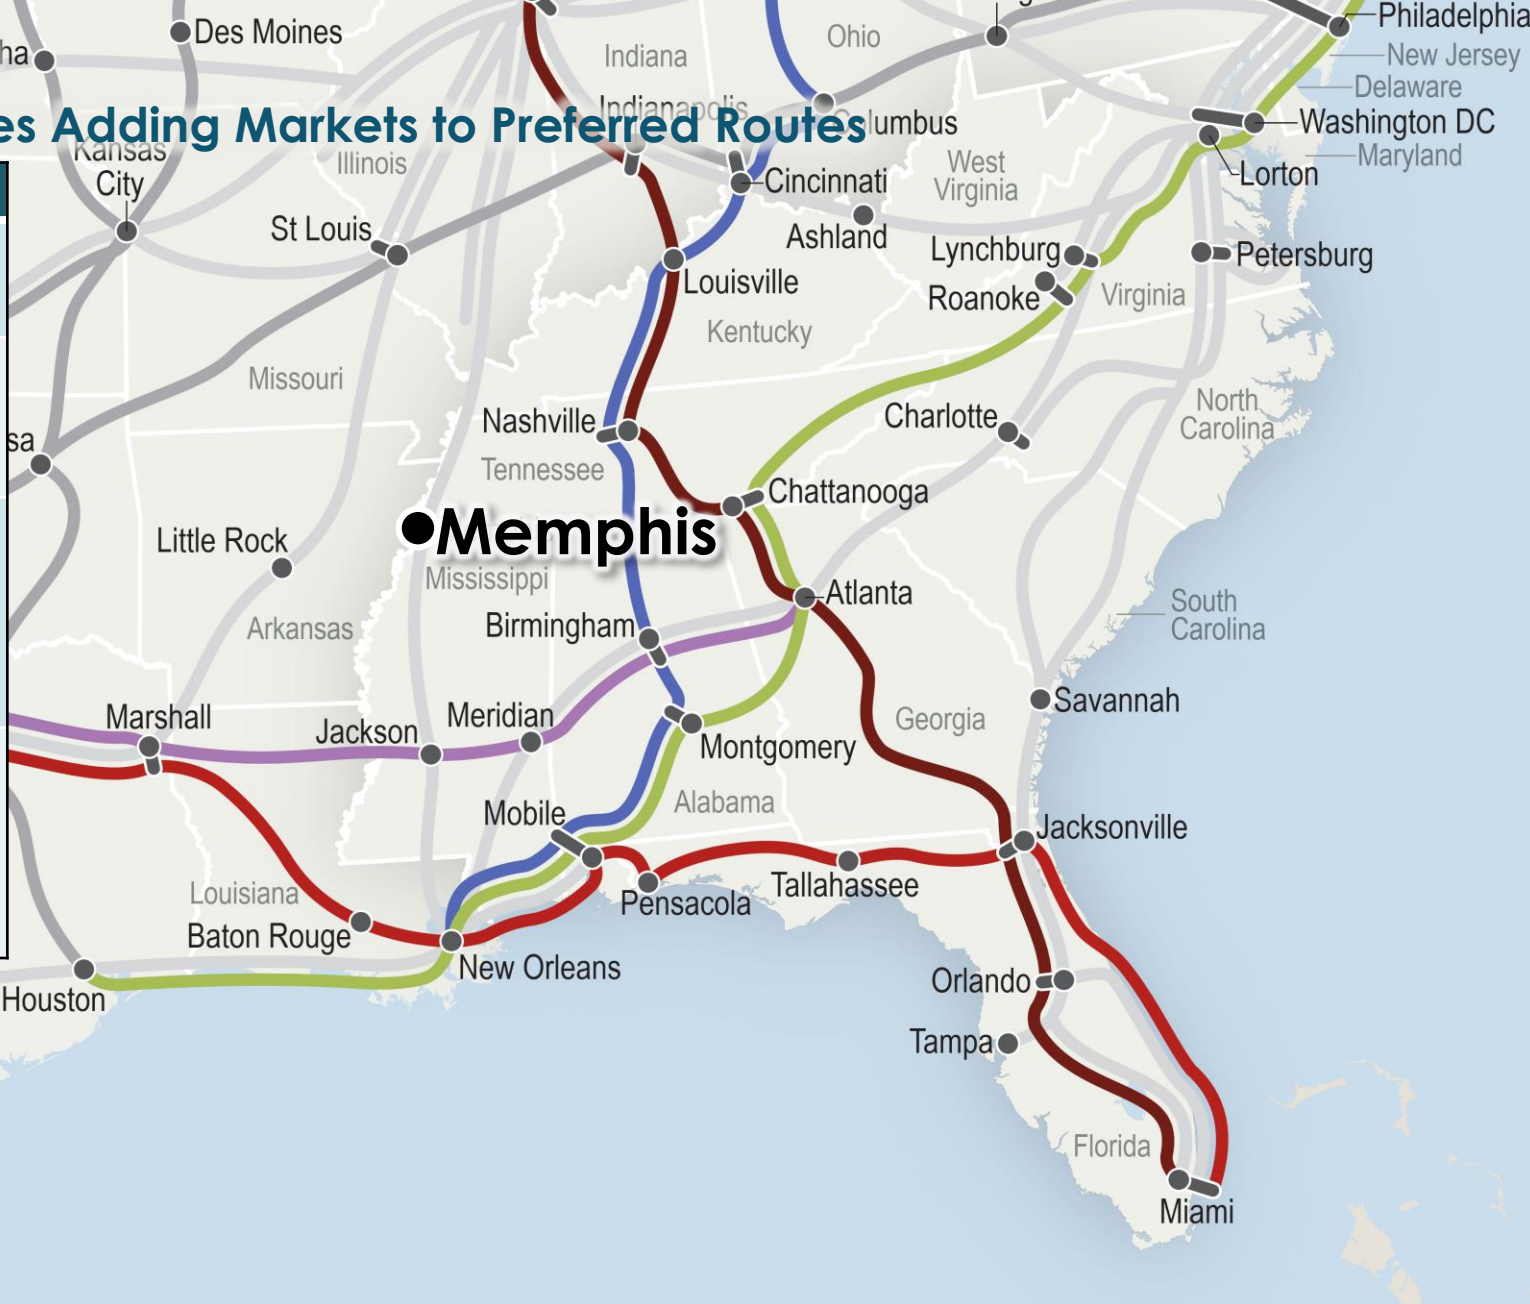 Philadelphia
Des Moines
Ohio
New Jersey
Indiana
ha
Delaware
es Adding Markets to Preferred Routes
Indianapolis
Columbus
Washington DC
Kansas
City
Illinois
West
Virginia
Maryland
Cincinnati
Lorton
St Louis
Ashland
Lynchburg
Petersburg
Louisville
Roanoke
Virginia
Kentucky
Missouri
North
Carolina
Nashville
Charlotte
sa
Tennessee
Chattanooga
Memphis
Little Rock
Mississippi
Atlanta
South
Carolina
Arkansas
Birmingham
Savannah
Marshall
Jackson
Meridian
Georgia
Montgomery
Alabama
Mobile
Jacksonville
Louisiana
Tallahassee
Pensacola
Baton Rouge
New Orleans
Houston
Orlando
Tampa
Florida
Miami